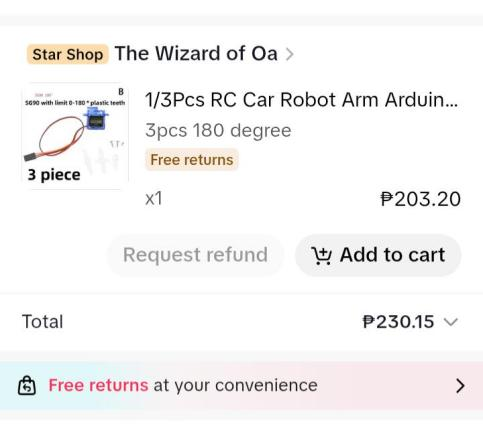 Star Shop The Wizard of Oa
B
SG90 with limit 0-180 ° plastic teeth
3 piece
1/3Pcs RC Car Robot Arm Arduin...
3pcs 180 degree
Free returns
x1
₱203.20
Request refund
Add to cart
Total
₱230.15
Free returns at your convenience